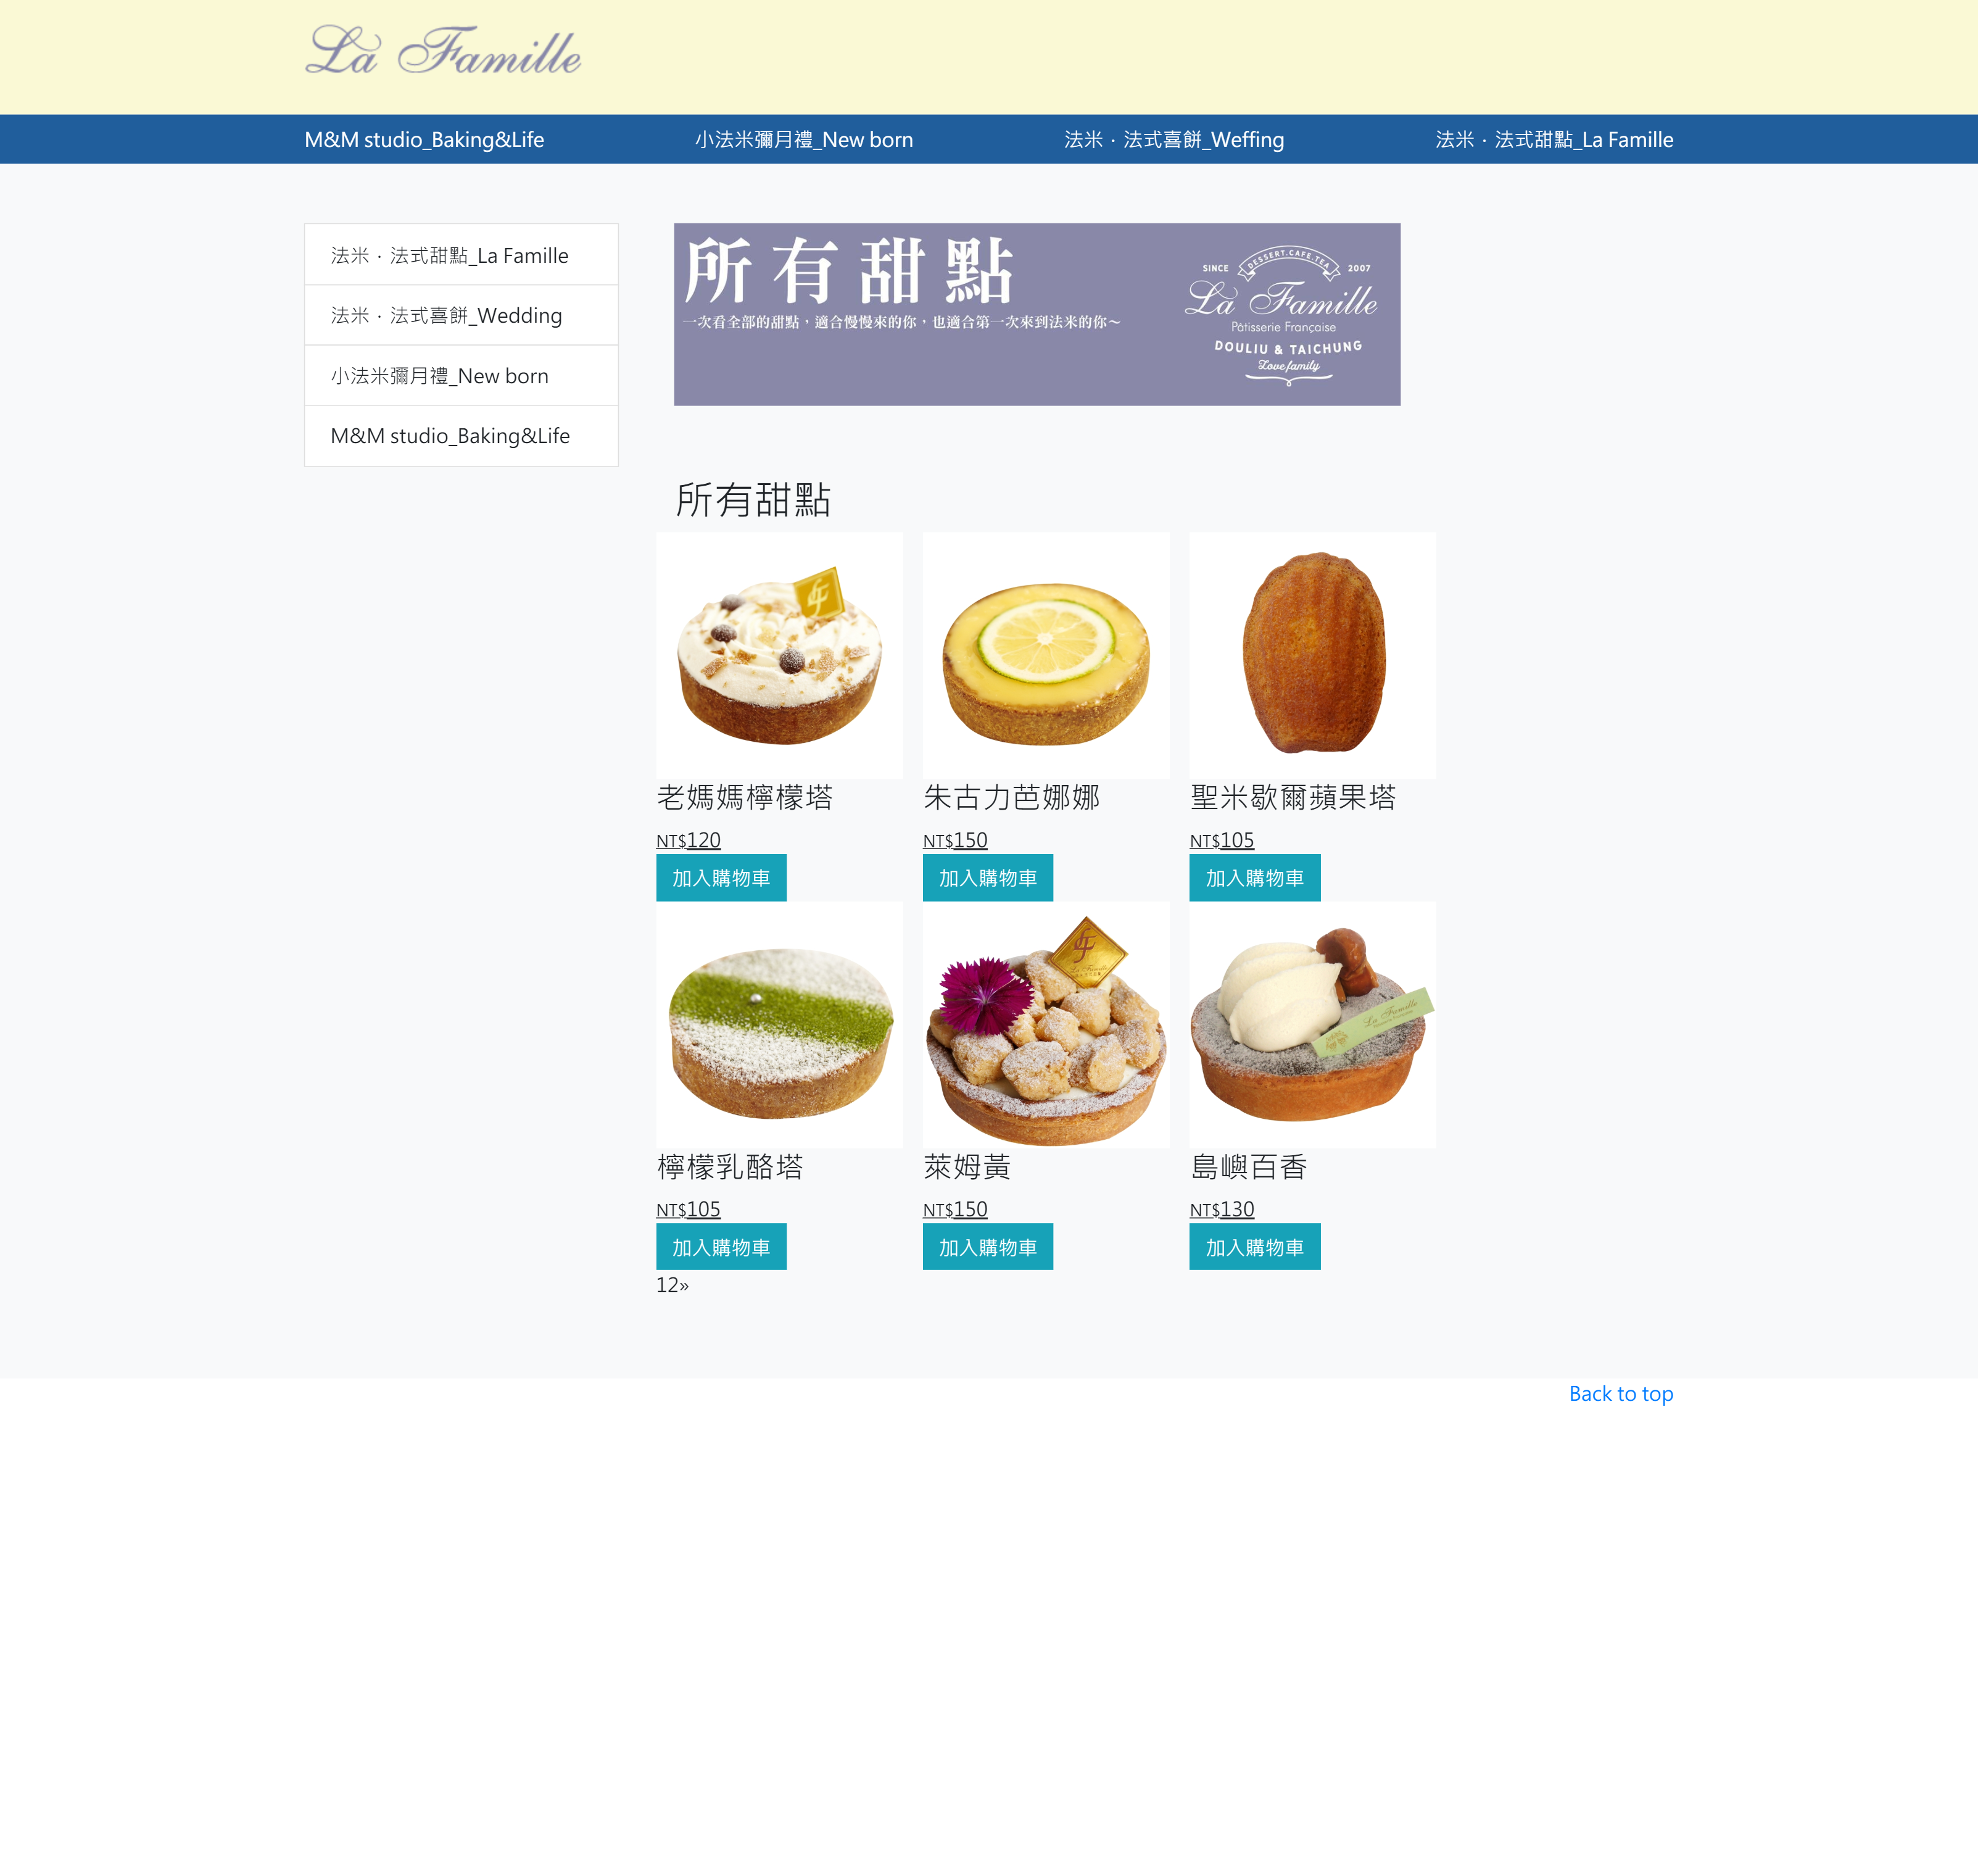 La Famille
M&M studio_Baking&Life
小法米彌月禮_New born
法米．法式喜餅_Weffing
法米．法式甜點_La Famille
法米．法式甜點_La Famille
法米．法式喜餅_Wedding
小法米彌月禮_New born
M&M studio_Baking&Life
所有甜點
一次看全部的甜點，適合慢慢來的你，也適合第一次來到法米的你～
DESSERT.CAFE.TEA
SINCE 2007
La Famille
Pâtisserie Française
DOULIU & TAICHUNG
Love family
所有甜點
老媽媽檸檬塔
NT$120
加入購物車
朱古力芭娜娜
NT$150
加入購物車
聖米歇爾蘋果塔
NT$105
加入購物車
La Famille
La Famille
檸檬乳酪塔
NT$105
加入購物車
萊姆黃
NT$150
加入購物車
島嶼百香
NT$130
加入購物車
12»
Back to top